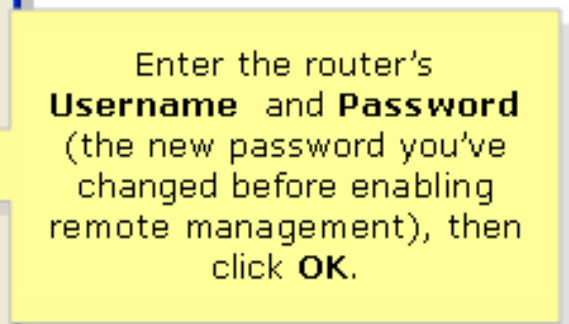 Enter the router's
Username and Password
(the new password you've
changed before enabling
remote management), then
click OK.